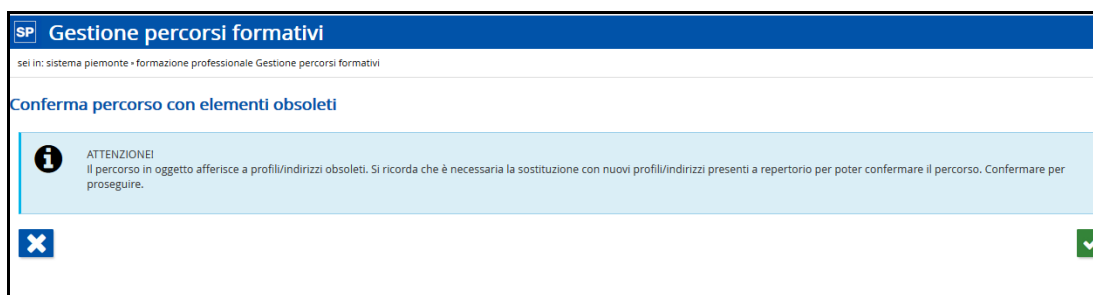 SP Gestione percorsi formativi
sei in: sistema piemonte • formazione professionale Gestione percorsi formativi
Conferma percorso con elementi obsoleti
ATTENZIONE!
Il percorso in oggetto afferisce a profili/indirizzi obsoleti. Si ricorda che è necessaria la sostituzione con nuovi profili/indirizzi presenti a repertorio per poter confermare il percorso. Confermare per
proseguire.